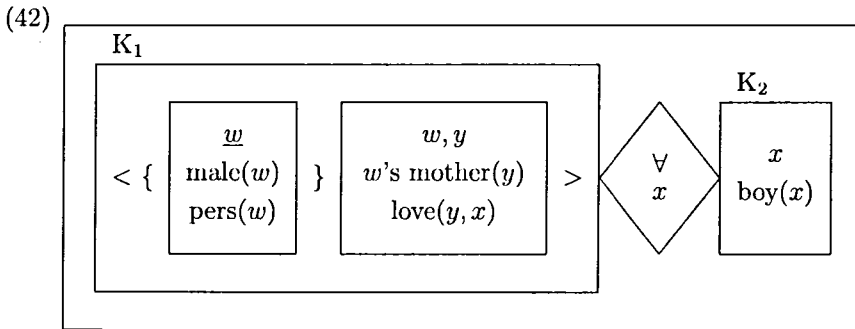 (42)
K₁
K₂
w w, y ∀ x
< { male(w) } w's mother(y) > x boy(x)
pers(w) love(y, x)